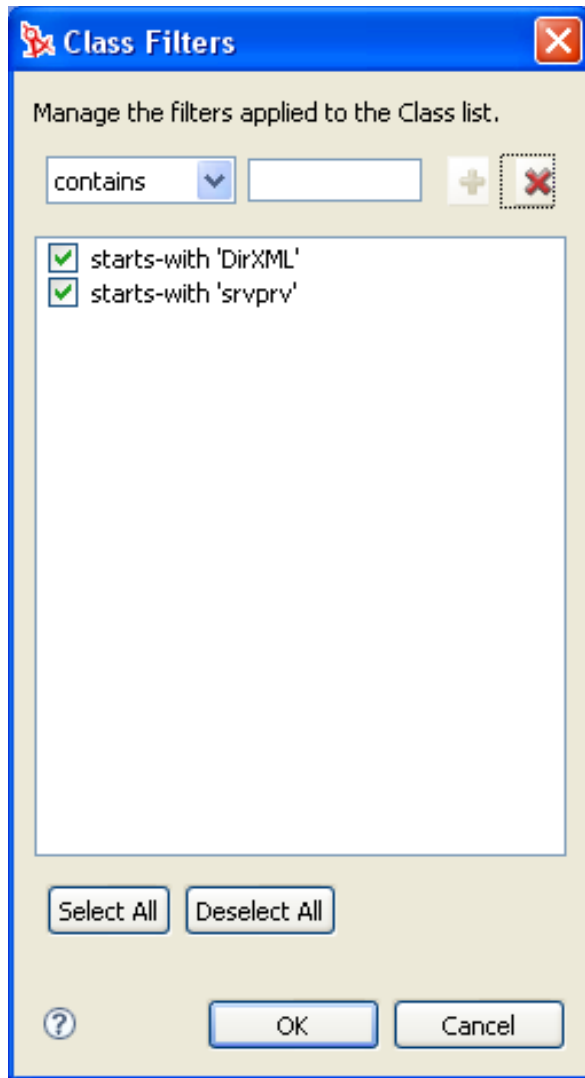 Class Filters
Manage the filters applied to the Class list.
contains
starts-with 'DirXML'
starts-with 'srvprv'
Select All Deselect All
? OK Cancel